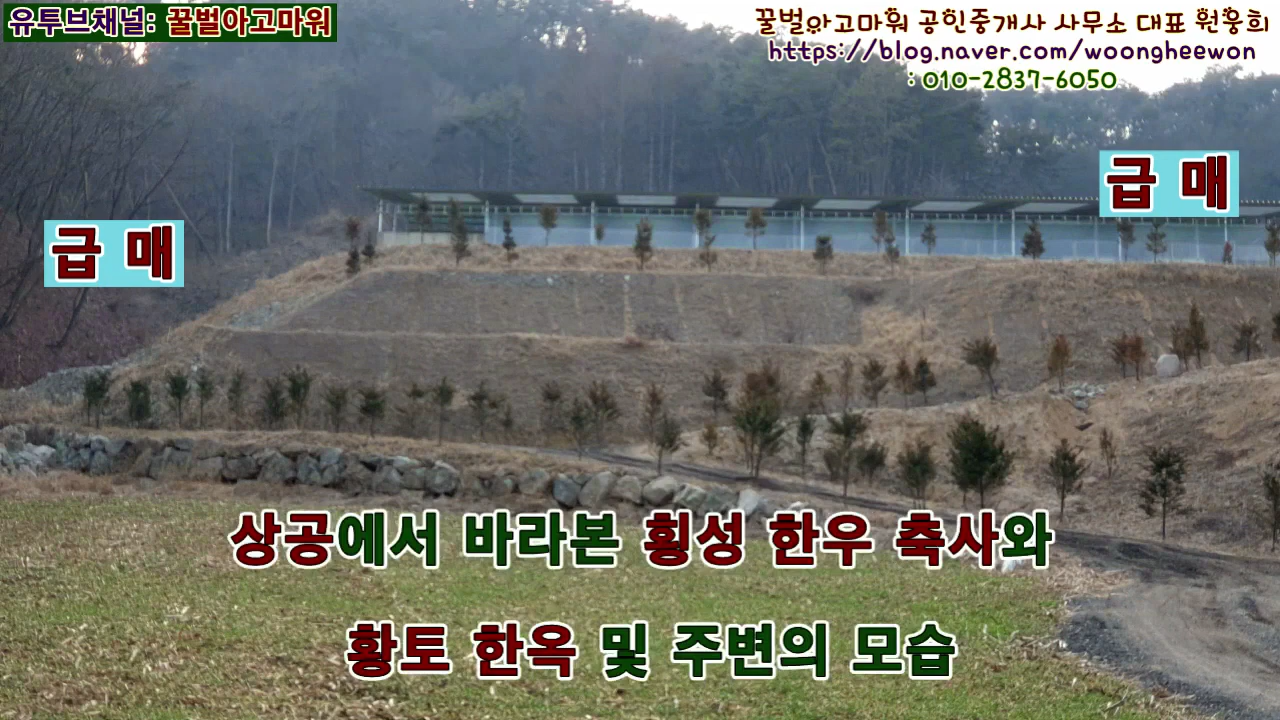 유투브채널: 꿀벌아고마워
꿀벌아고마워 공인중개사 사무소 대표 원웅희
https://blog.naver.com/woongheewon
: 010-2837-6050
급 매
급 매
상공에서 바라본 횡성 한우 축사와
황토 한옥 및 주변의 모습